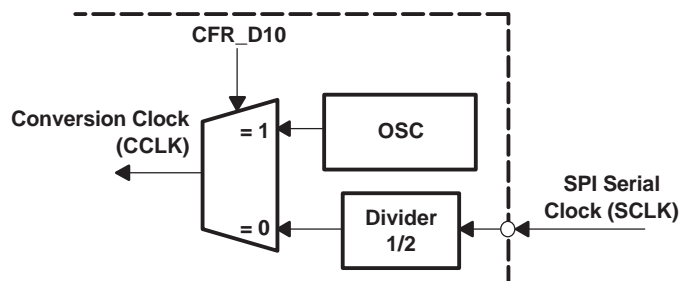 CFR_D10
Conversion Clock
(CCLK)
= 1
OSC
SPI Serial
Clock (SCLK)
= 0
Divider
1/2